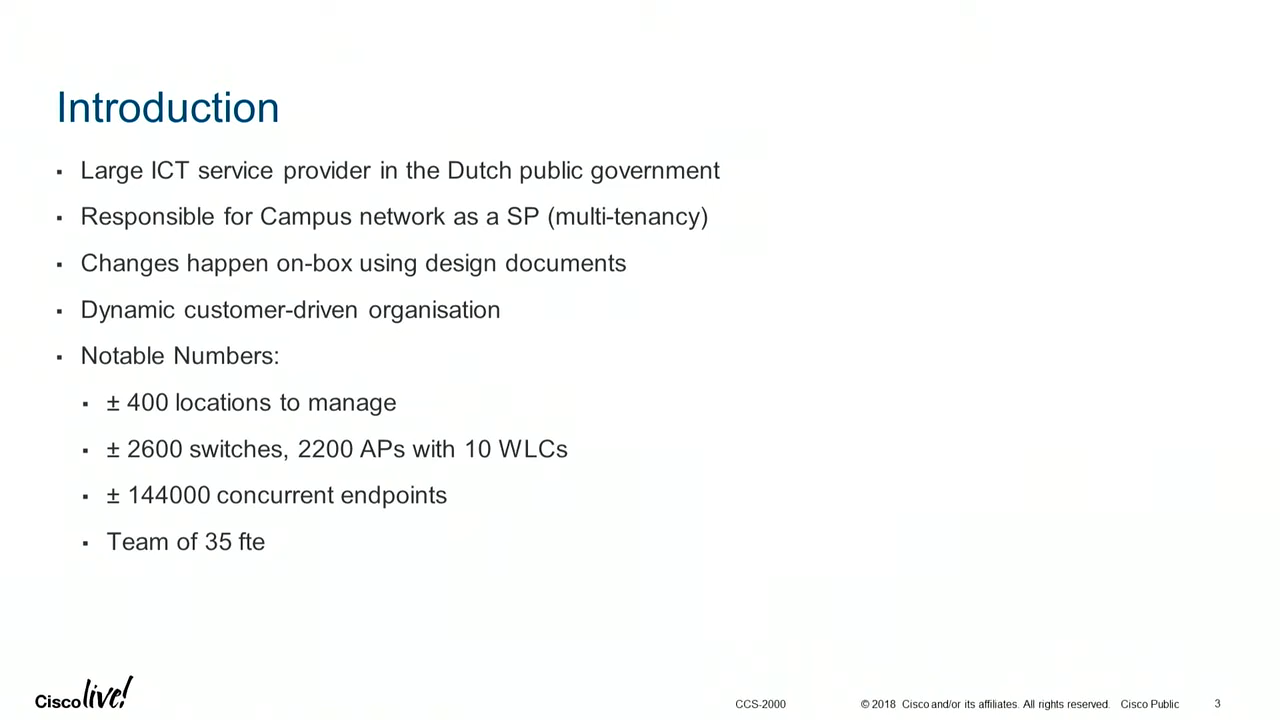 Introduction
▪ Large ICT service provider in the Dutch public government
▪ Responsible for Campus network as a SP (multi-tenancy)
▪ Changes happen on-box using design documents
▪ Dynamic customer-driven organisation
▪ Notable Numbers:
▪ ± 400 locations to manage
▪ ± 2600 switches, 2200 APs with 10 WLCs
▪ ± 144000 concurrent endpoints
▪ Team of 35 fte
Cisco live!
CCS-2000 © 2018 Cisco and/or its affiliates. All rights reserved. Cisco Public 3